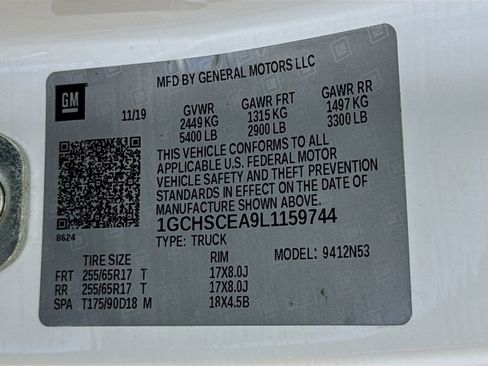 MFD BY GENERAL MOTORS LLC
GM
11/19
GVWR GAWR FRT GAWR RR
2449 KG 1315 KG 1497 KG
5400 LB 2900 LB 3300 LB
THIS VEHICLE CONFORMS TO ALL
APPLICABLE U.S. FEDERAL MOTOR
VEHICLE SAFETY AND THEFT PREVENTION
STANDARDS IN EFFECT ON THE DATE OF
MANUFACTURE SHOWN ABOVE.
1GCHSCEA9L1159744
8624
TYPE: TRUCK MODEL: 9412N53
TIRE SIZE RIM
FRT 255/65R17 T 17X8.0J
RR 255/65R17 T 17X8.0J
SPA T175/90D18 M 18X4.5B